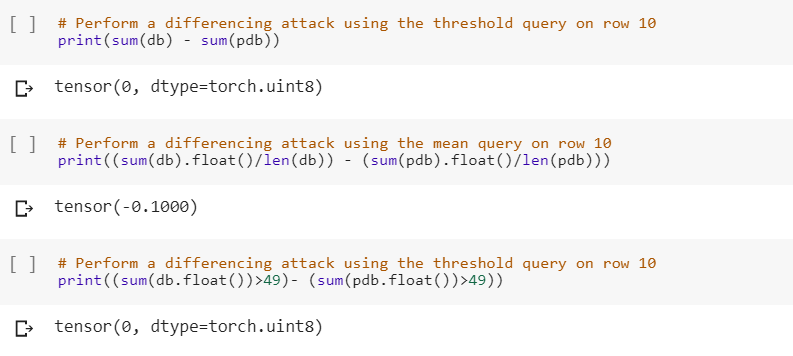 [ ] # Perform a differencing attack using the threshold query on row 10
print(sum(db) - sum(pdb))
tensor(0, dtype=torch.uint8)
[ ] # Perform a differencing attack using the mean query on row 10
print((sum(db).float()/len(db)) - (sum(pdb).float()/len(pdb)))
tensor(-0.1000)
[ ] # Perform a differencing attack using the threshold query on row 10
print((sum(db.float())>49)- (sum(pdb.float())>49))
tensor(0, dtype=torch.uint8)